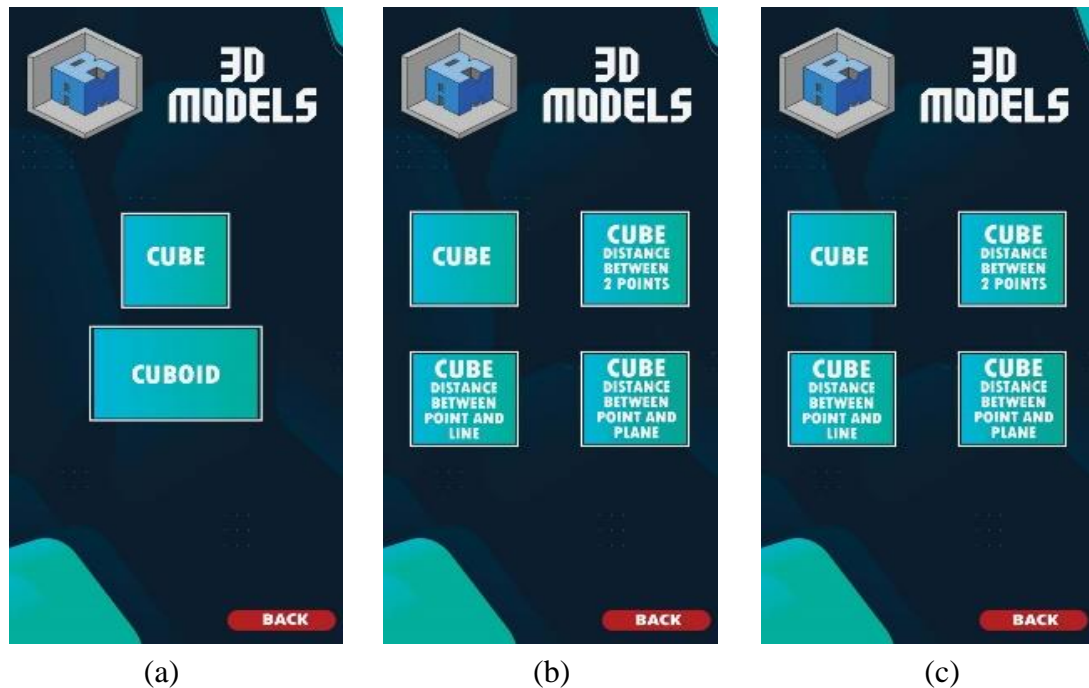 3D
MODELS
CUBE
CUBOID
BACK
(a)
3D
MODELS
CUBE
CUBE
DISTANCE
BETWEEN
2 POINTS
CUBE
DISTANCE
BETWEEN
POINT AND
LINE
CUBE
DISTANCE
BETWEEN
POINT AND
PLANE
BACK
(b)
3D
MODELS
CUBE
CUBE
DISTANCE
BETWEEN
2 POINTS
CUBE
DISTANCE
BETWEEN
POINT AND
LINE
CUBE
DISTANCE
BETWEEN
POINT AND
PLANE
BACK
(c)